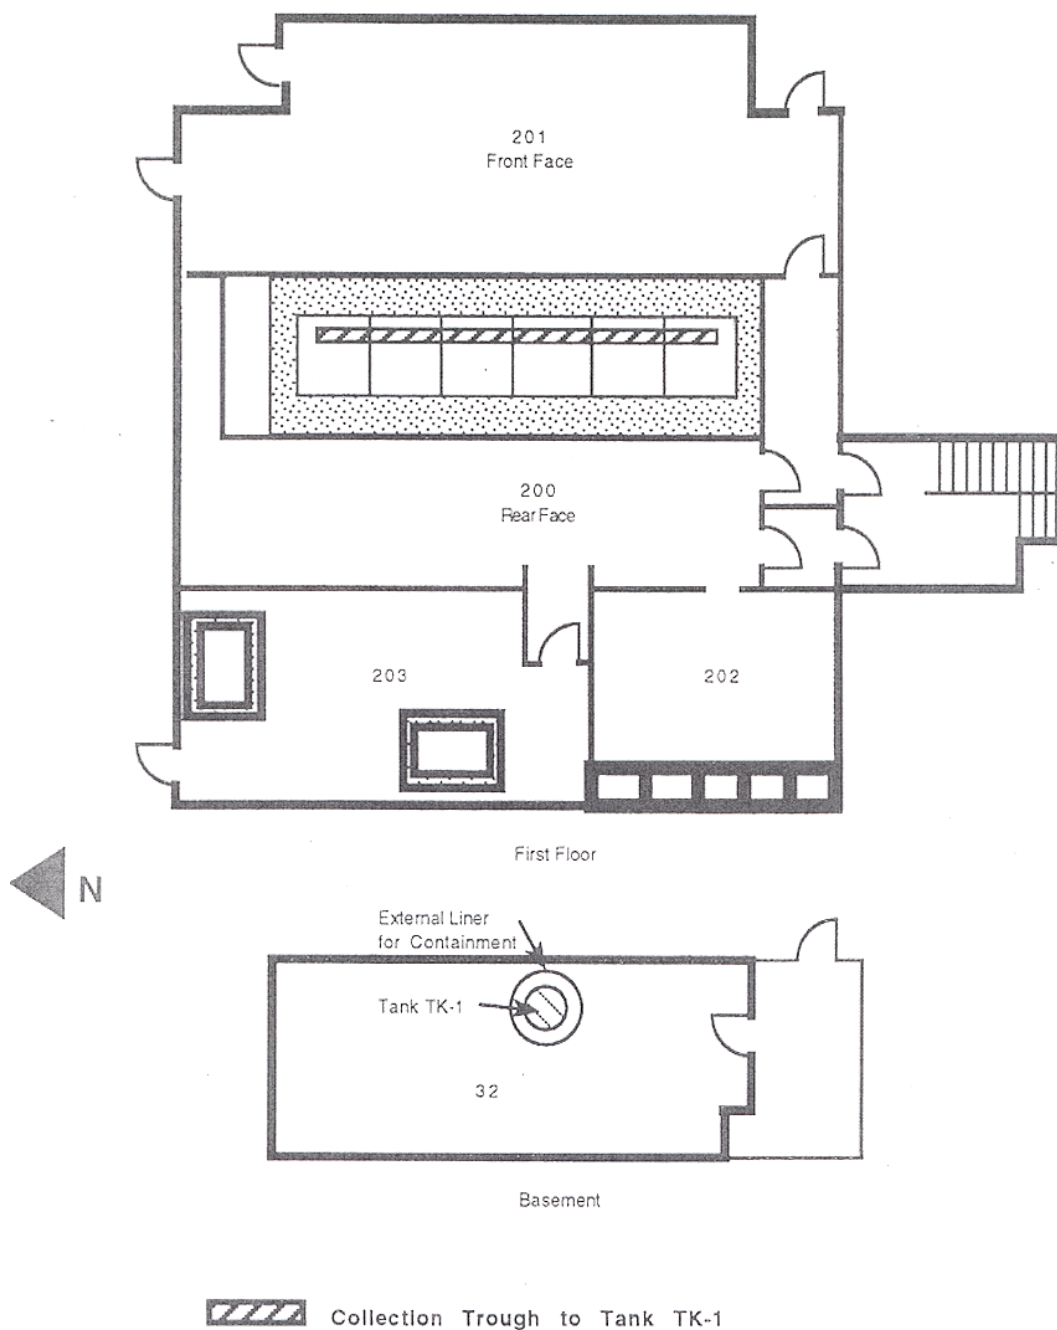 201
Front Face
200
Rear Face
203
202
First Floor
N
External Liner
for Containment
Tank TK-1
32
Basement
Collection Trough to Tank TK-1